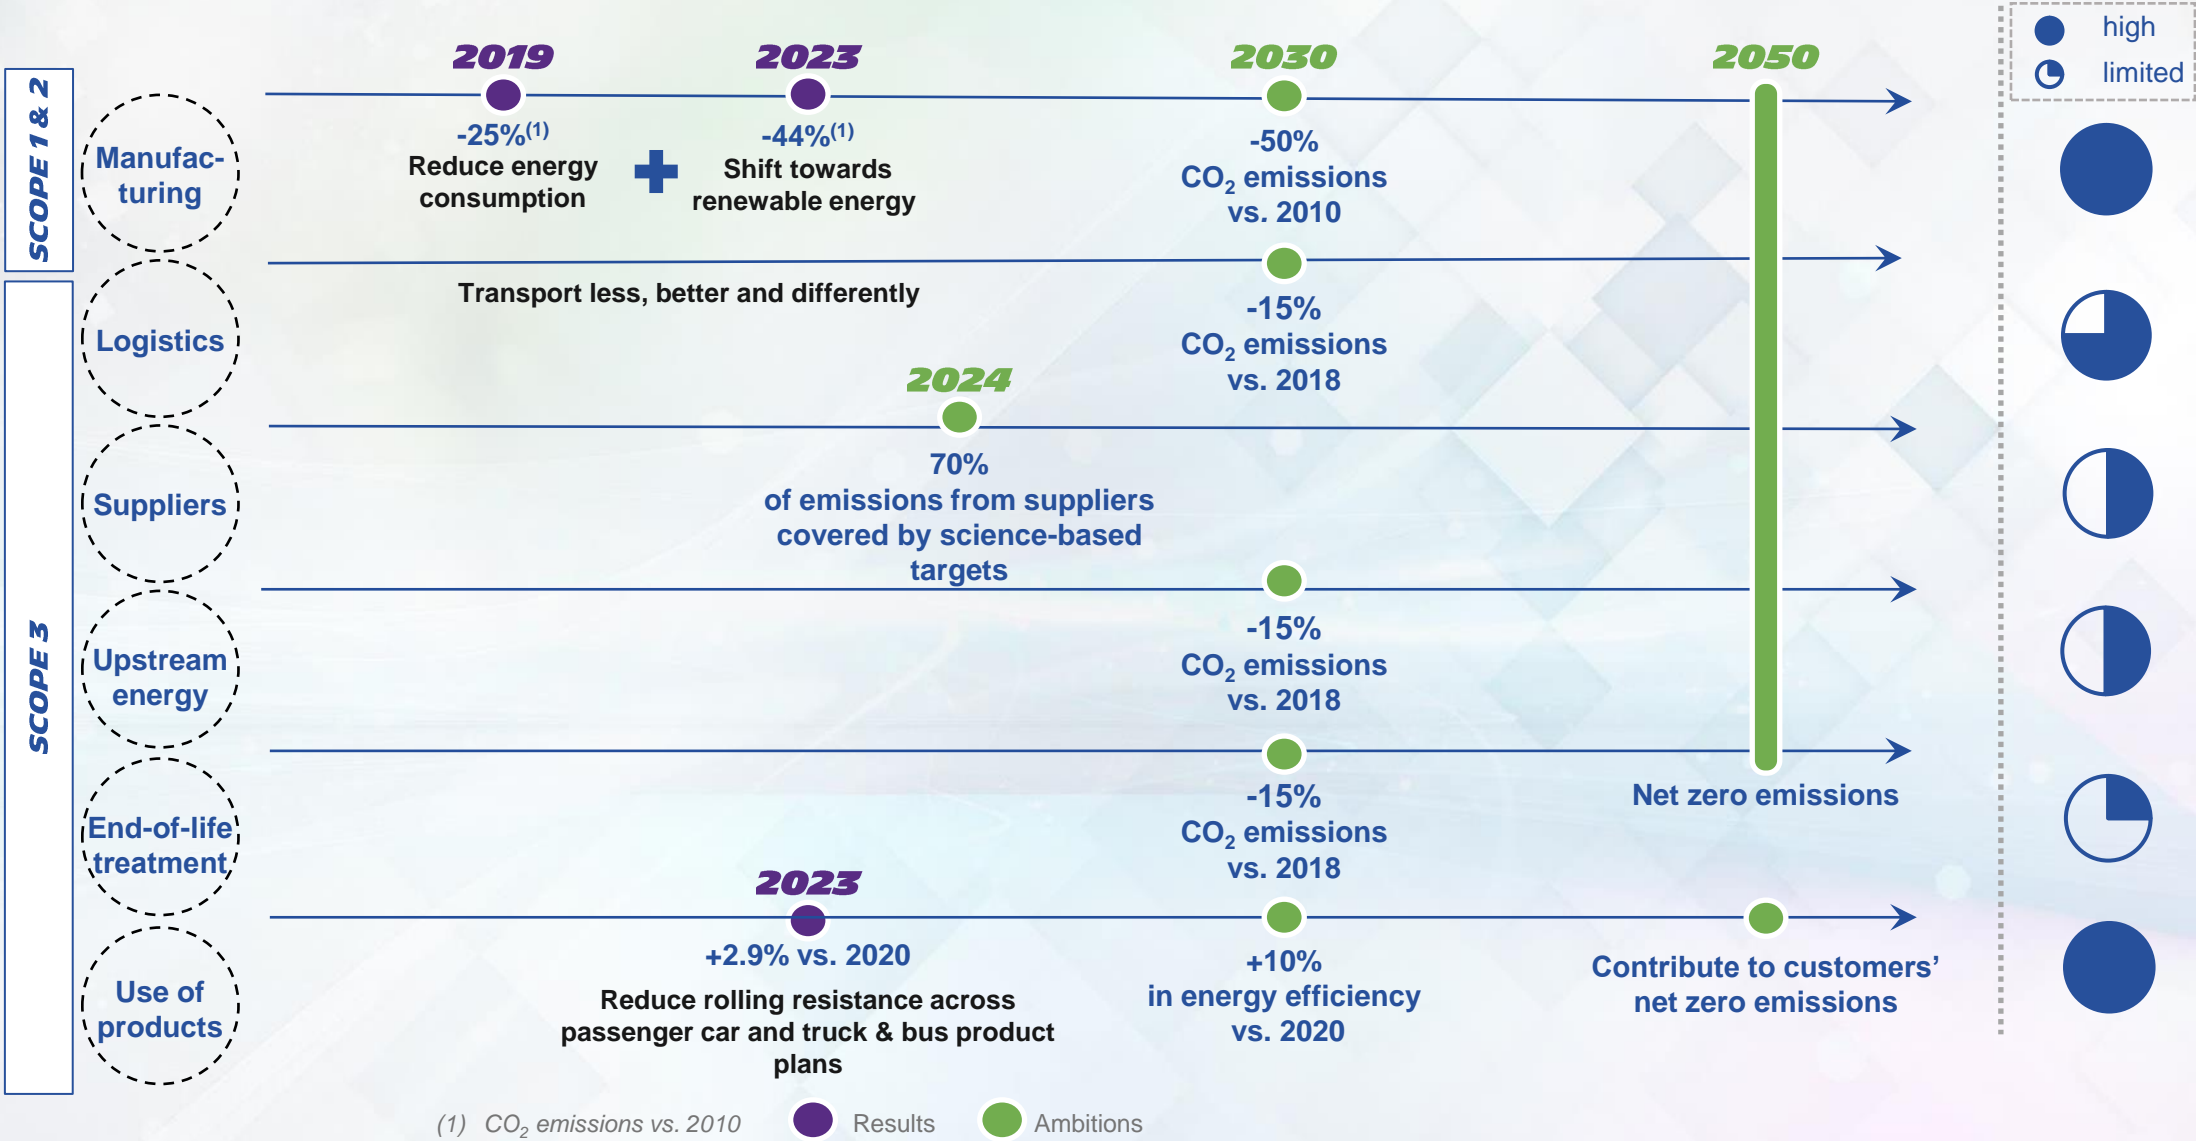 high
limited
2019
2023
2030
2050
SCOPE 1 & 2
Manufac-
turing
-25%(1)
Reduce energy
consumption
-44%(1)
Shift towards
renewable energy
-50%
CO2 emissions
vs. 2010
SCOPE 3
Logistics
Transport less, better and differently
-15%
CO2 emissions
vs. 2018
Suppliers
2024
70%
of emissions from suppliers
covered by science-based
targets
Upstream
energy
-15%
CO2 emissions
vs. 2018
End-of-life
treatment
-15%
CO2 emissions
vs. 2018
Net zero emissions
Use of
products
2023
+2.9% vs. 2020
Reduce rolling resistance across
passenger car and truck & bus product
plans
+10%
in energy efficiency
vs. 2020
Contribute to customers’
net zero emissions
(1) CO2 emissions vs. 2010
Results
Ambitions